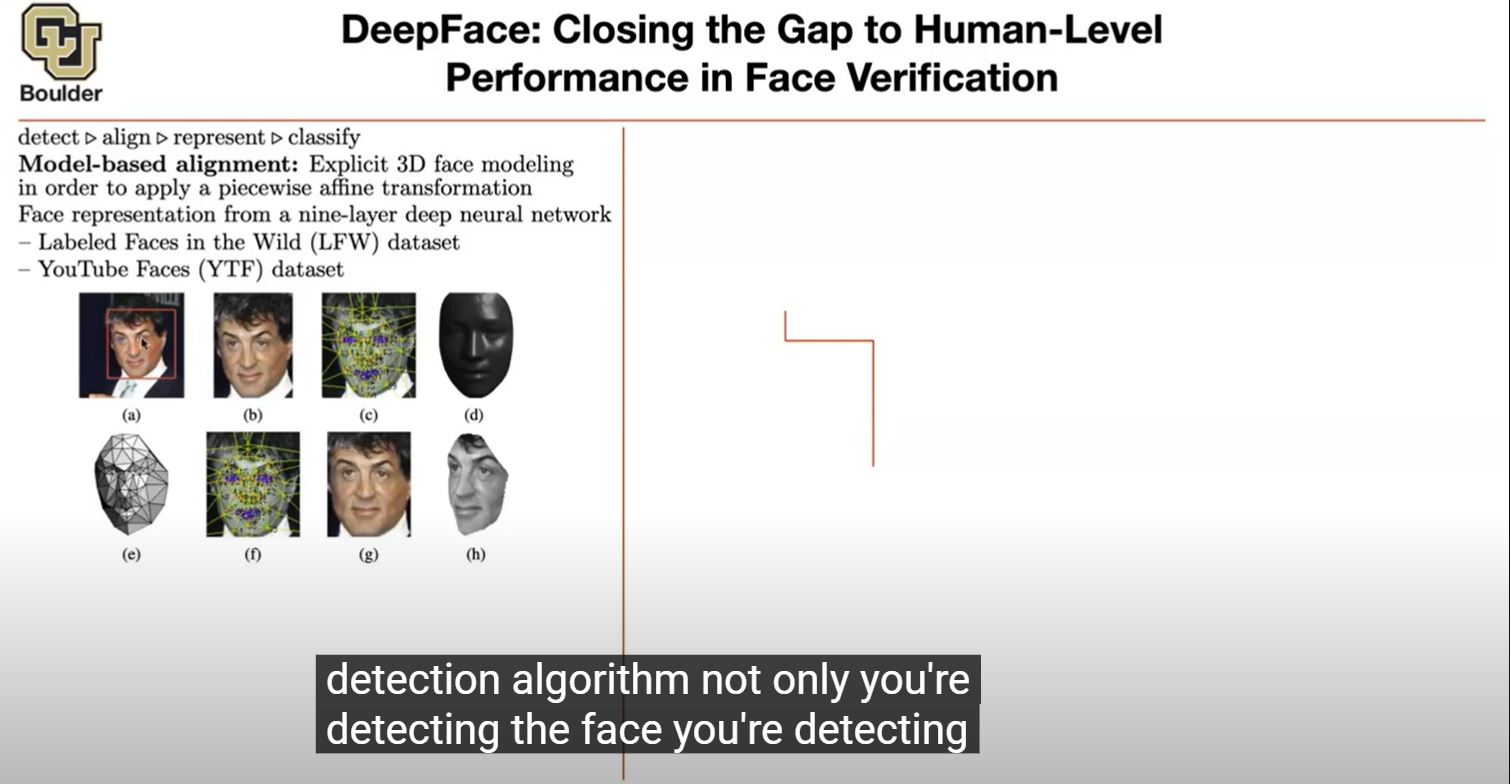 Boulder
DeepFace: Closing the Gap to Human-Level
Performance in Face Verification
detect ▷ align ▷ represent ▷ classify
Model-based alignment: Explicit 3D face modeling
in order to apply a piecewise affine transformation
Face representation from a nine-layer deep neural network
– Labeled Faces in the Wild (LFW) dataset
– YouTube Faces (YTF) dataset
(a) (b) (c) (d)
(e) (f) (g) (h)
detection algorithm not only you're
detecting the face you're detecting